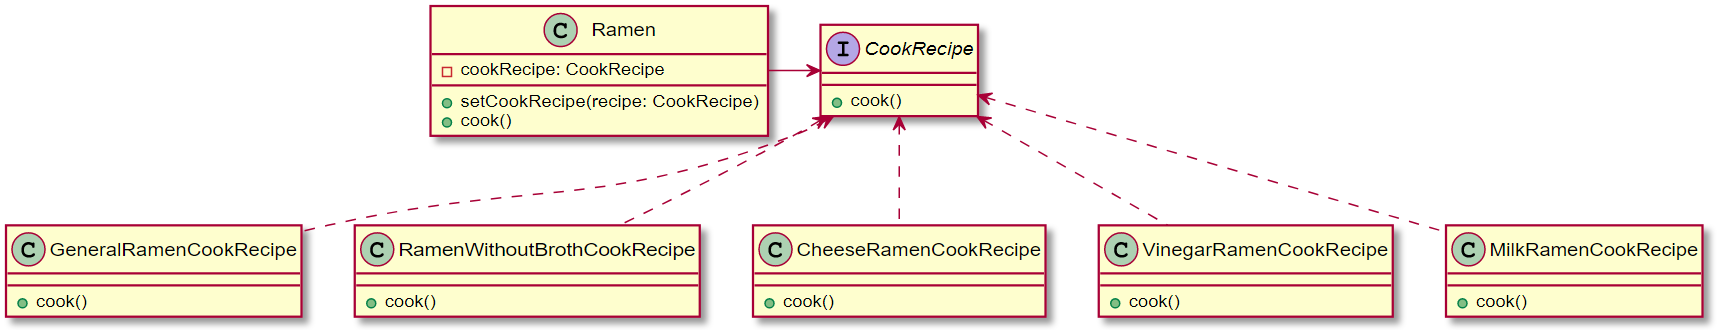 C Ramen
cookRecipe: CookRecipe
setCookRecipe(recipe: CookRecipe)
cook()
I CookRecipe
cook()
C GeneralRamenCookRecipe
cook()
C RamenWithoutBrothCookRecipe
cook()
C CheeseRamenCookRecipe
cook()
C VinegarRamenCookRecipe
cook()
C MilkRamenCookRecipe
cook()